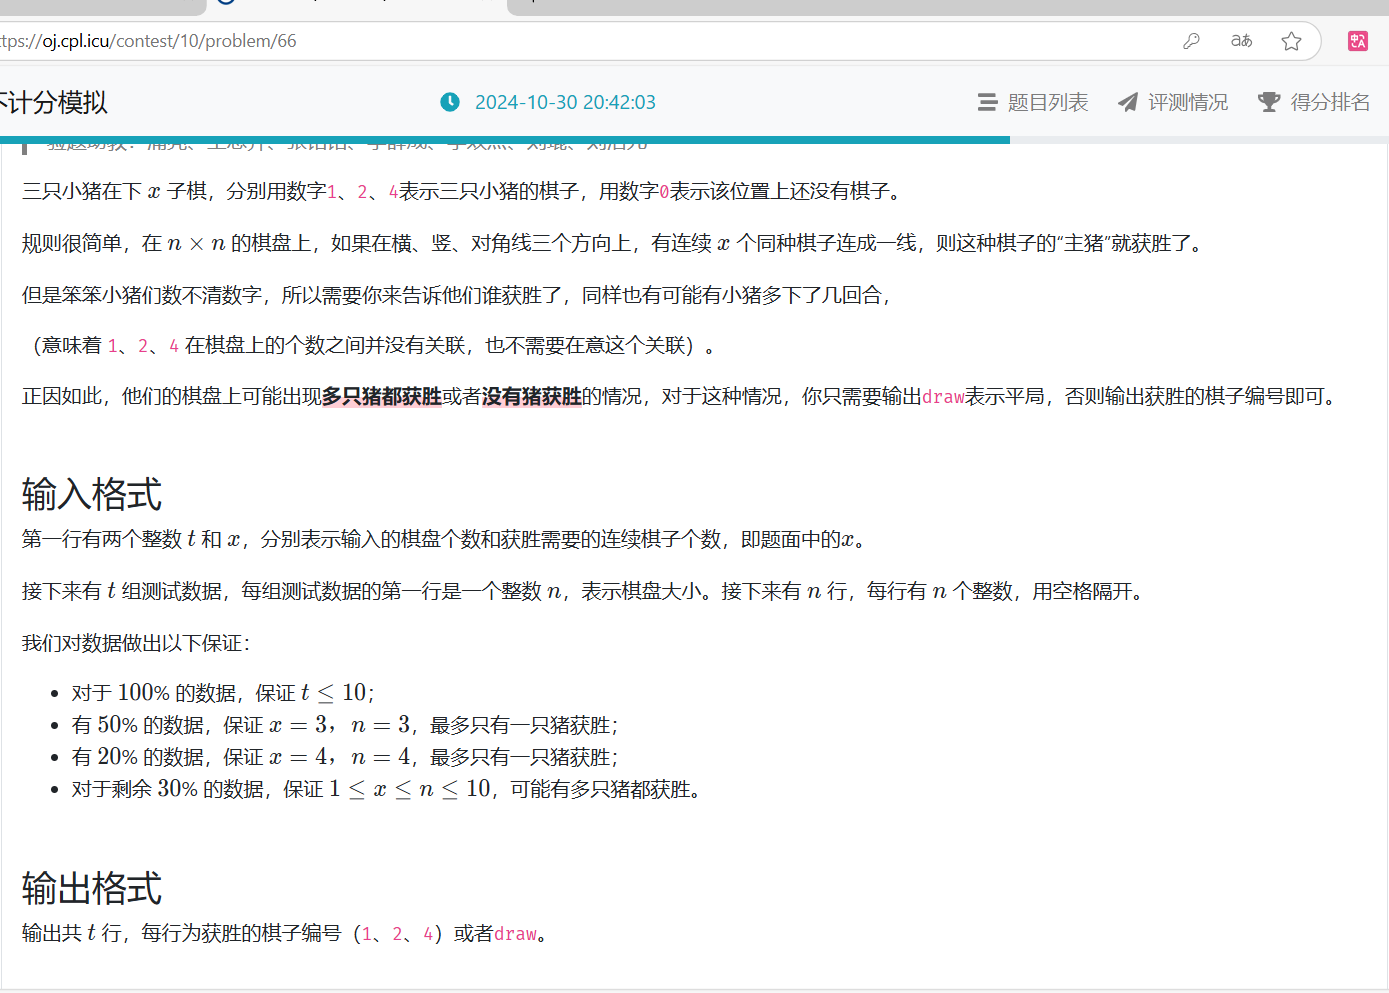 ttps://oj.cpl.icu/contest/10/problem/66
不计分模拟
2024-10-30 20:42:03
题目列表
评测情况
得分排名
三只小猪在下 x 子棋，分别用数字1、2、4表示三只小猪的棋子，用数字0表示该位置上还没有棋子。
规则很简单，在 n × n 的棋盘上，如果在横、竖、对角线三个方向上，有连续 x 个同种棋子连成一线，则这种棋子的“主猪”就获胜了。
但是笨笨小猪们数不清数字，所以需要你来告诉他们谁获胜了，同样也有可能有小猪多下了几回合，
（意味着 1、2、4 在棋盘上的个数之间并没有关联，也不需要在意这个关联）。
正因如此，他们的棋盘上可能出现多只猪都获胜或者没有猪获胜的情况，对于这种情况，你只需要输出draw表示平局，否则输出获胜的棋子编号即可。
输入格式
第一行有两个整数 t 和 x，分别表示输入的棋盘个数和获胜需要的连续棋子个数，即题面中的x。
接下来有 t 组测试数据，每组测试数据的第一行是一个整数 n，表示棋盘大小。接下来有 n 行，每行有 n 个整数，用空格隔开。
我们对数据做出以下保证：
• 对于 100% 的数据，保证 t ≤ 10；
• 有 50% 的数据，保证 x = 3，n = 3，最多只有一只猪获胜；
• 有 20% 的数据，保证 x = 4，n = 4，最多只有一只猪获胜；
• 对于剩余 30% 的数据，保证 1 ≤ x ≤ n ≤ 10，可能有多只猪都获胜。
输出格式
输出共 t 行，每行为获胜的棋子编号（1、2、4）或者draw。